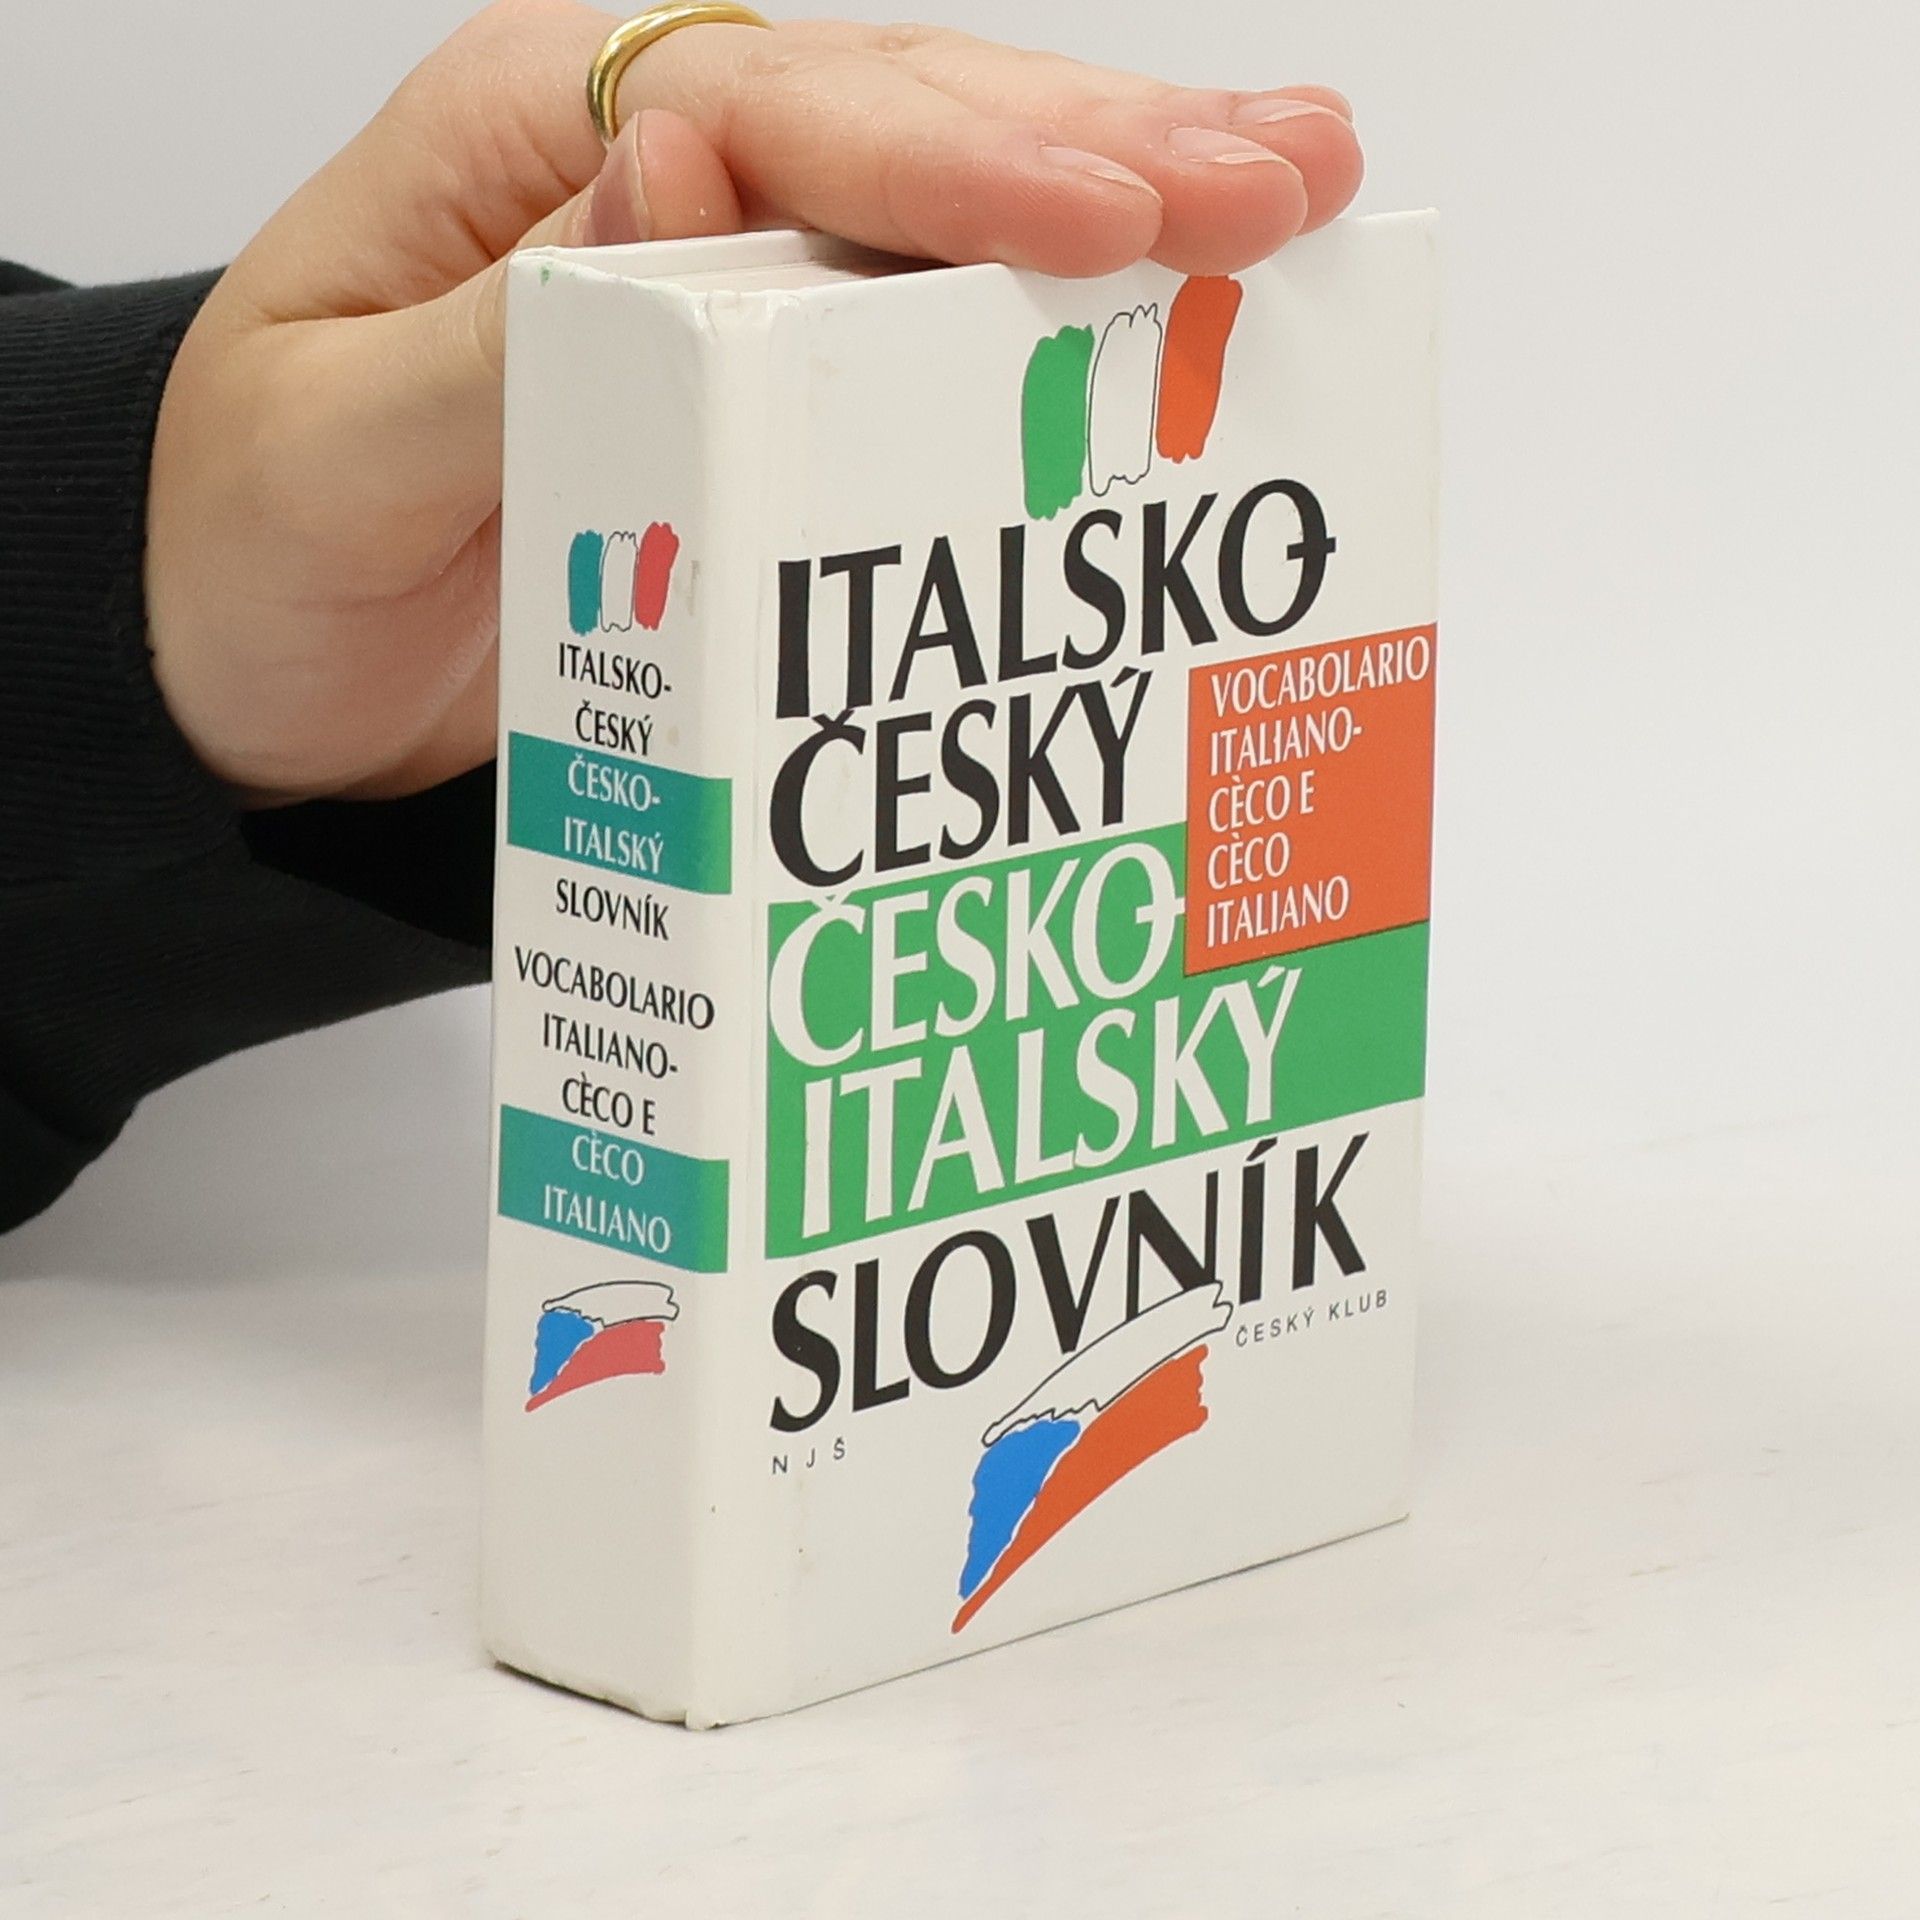 ITALSKO-
ČESKÝ
ČESKO-
ITALSKÝ
SLOVNÍK
VOCABOLARIO
ITALIANO-
CÈCO E
CÈCO
ITALIANO
ITALSKO-
ČESKÝ
VOCABOLARIO
ITALIANO-
CÈCO E
CÈCO
ITALIANO
ČESKO-
ITALSKÝ
SLOVNÍK
ČESKÝ KLUB
NJŠ